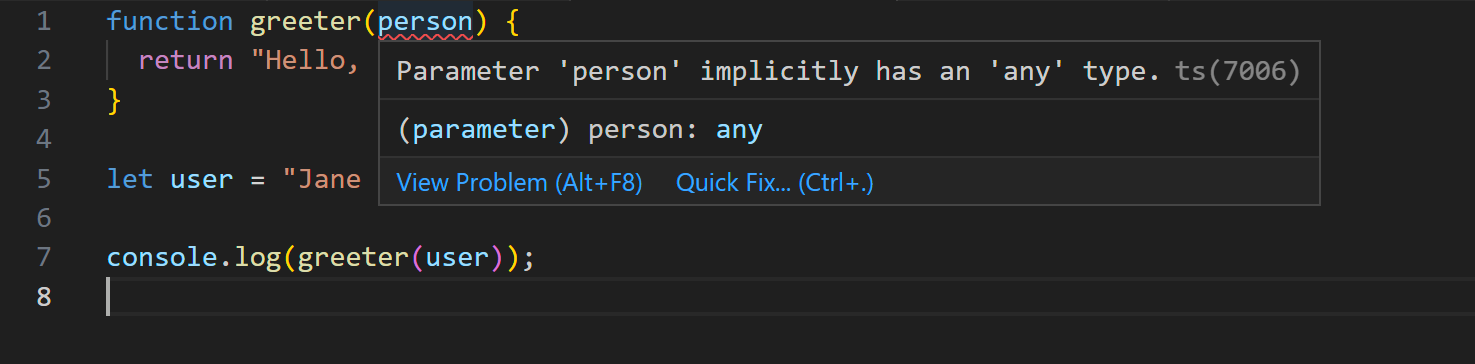 1 function greeter(person) {
2 return "Hello,
Parameter 'person' implicitly has an 'any' type. ts(7006)
3 }
(parameter) person: any
4
5 let user = "Jane
View Problem (Alt+F8) Quick Fix... (Ctrl+.)
6
7 console.log(greeter(user));
8